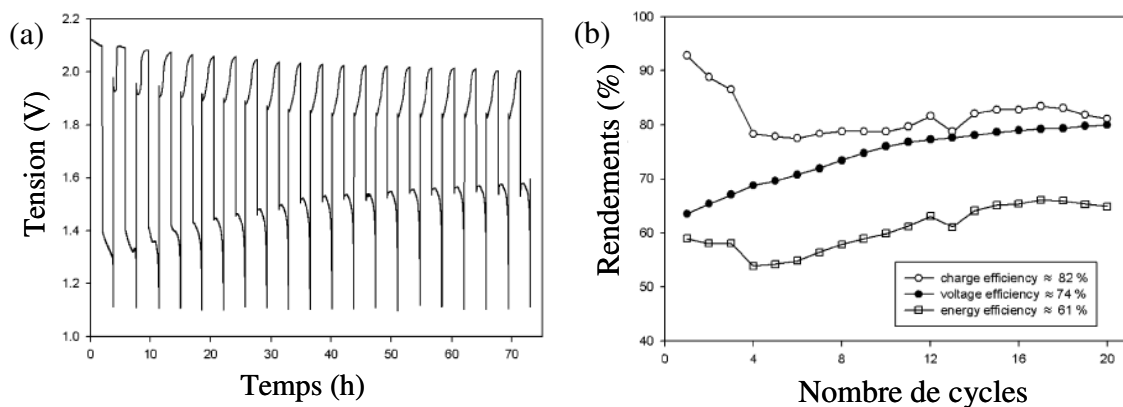 (a)
Tension (V)
2.2
2.0
1.8
1.6
1.4
1.2
1.0
0 10 20 30 40 50 60 70
Temps (h)
(b)
Rendements (%)
100
90
80
70
60
50
40
charge efficiency ≈ 82 %
voltage efficiency ≈ 74 %
energy efficiency ≈ 61 %
0 4 8 12 16 20
Nombre de cycles